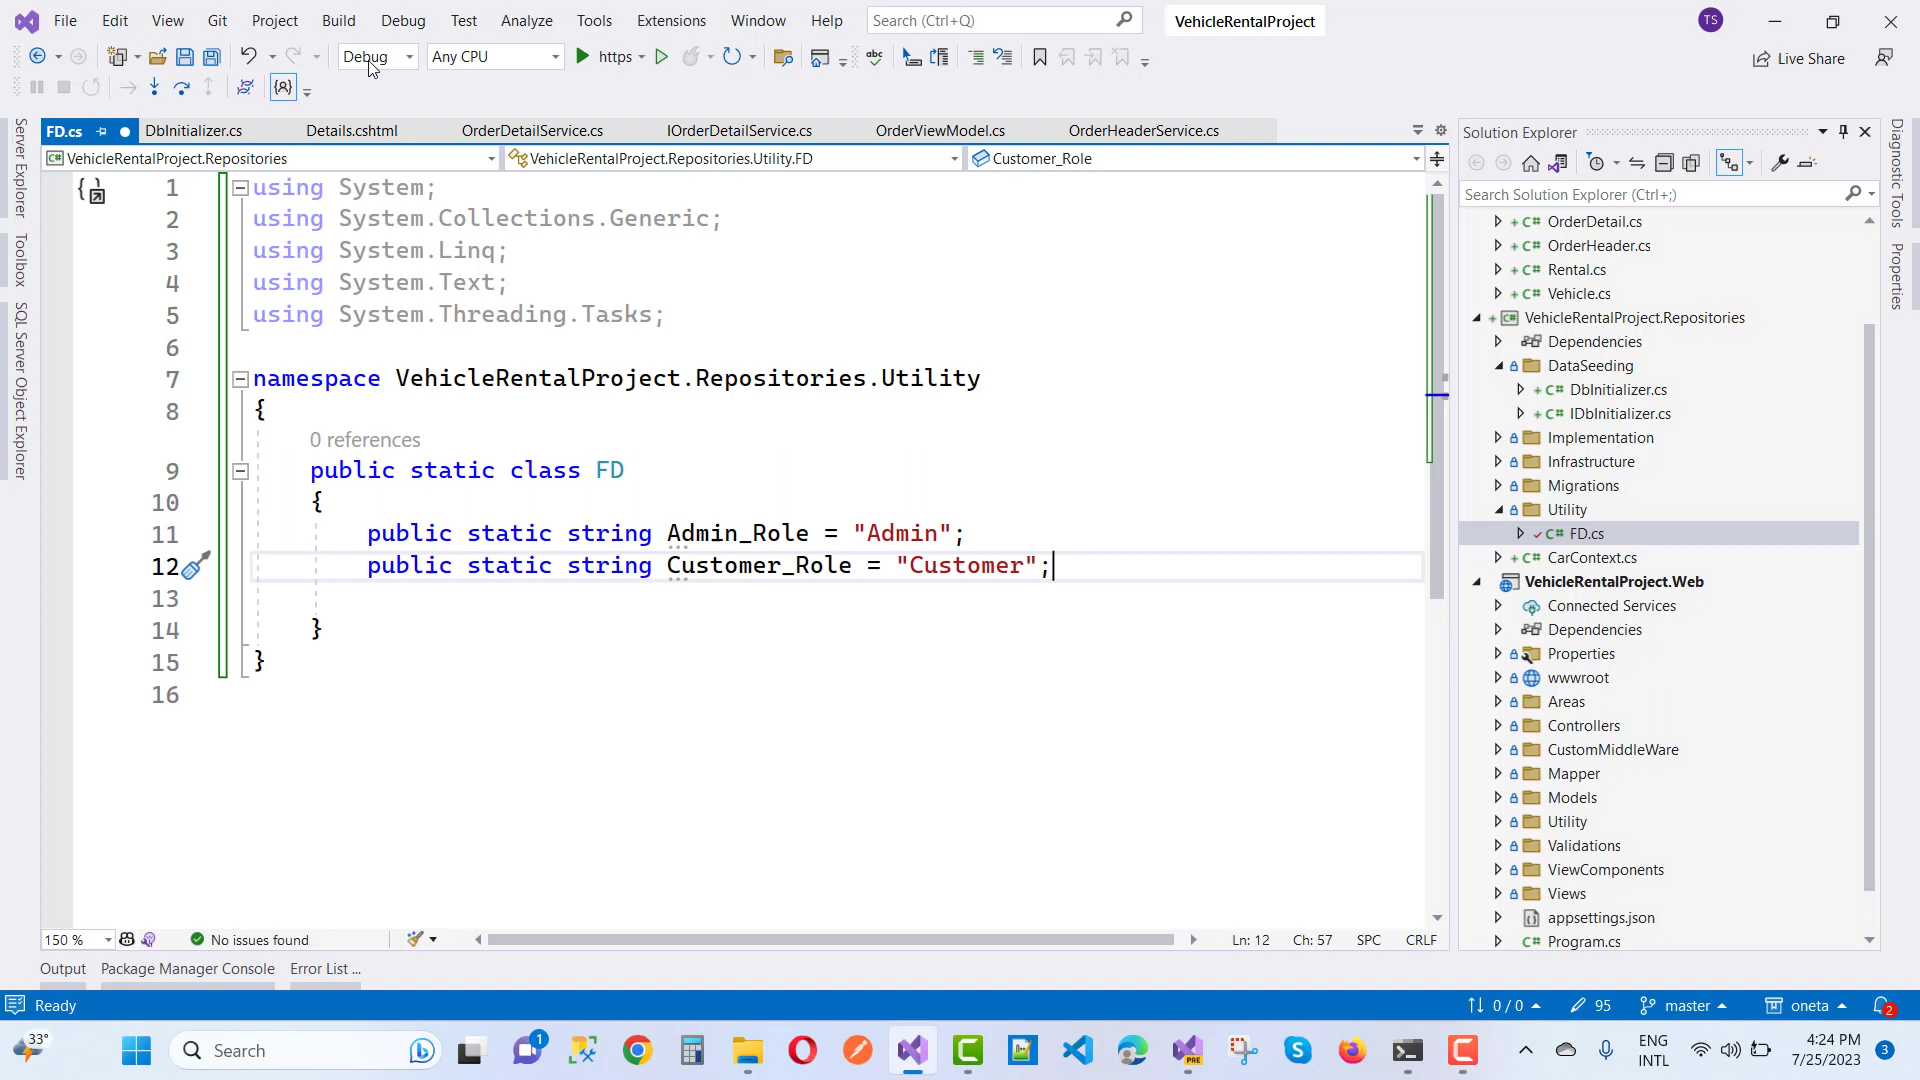 File Edit View Git Project Build Debug Test Analyze Tools Extensions Window Help Search (Ctrl+Q) VehicleRentalProject TS
Debug Any CPU https Live Share
FD.cs DbInitializer.cs Details.cshtml OrderDetailService.cs IOrderDetailService.cs OrderViewModel.cs OrderHeaderService.cs
VehicleRentalProject.Repositories VehicleRentalProject.Repositories.Utility.FD Customer_Role
Server Explorer
Toolbox
SQL Server Object Explorer
1 using System;
2 using System.Collections.Generic;
3 using System.Linq;
4 using System.Text;
5 using System.Threading.Tasks;
6
7 namespace VehicleRentalProject.Repositories.Utility
8 {
0 references
9 public static class FD
10 {
11 public static string Admin_Role = "Admin";
12 public static string Customer_Role = "Customer";
13
14 }
15 }
16
150 % No issues found Ln: 12 Ch: 57 SPC CRLF
Output Package Manager Console Error List ...
Solution Explorer
Search Solution Explorer (Ctrl+;)
C# OrderDetail.cs
C# OrderHeader.cs
C# Rental.cs
C# Vehicle.cs
C# VehicleRentalProject.Repositories
Dependencies
DataSeeding
C# DbInitializer.cs
C# IDbInitializer.cs
Implementation
Infrastructure
Migrations
Utility
C# FD.cs
C# CarContext.cs
VehicleRentalProject.Web
Connected Services
Dependencies
Properties
wwwroot
Areas
Controllers
CustomMiddleWare
Mapper
Models
Utility
Validations
ViewComponents
Views
appsettings.json
C# Program.cs
Diagnostic Tools
Properties
Ready 0 / 0 95 master oneta 2
33° Search 1 PRE ENG INTL 4:24 PM 7/25/2023 3